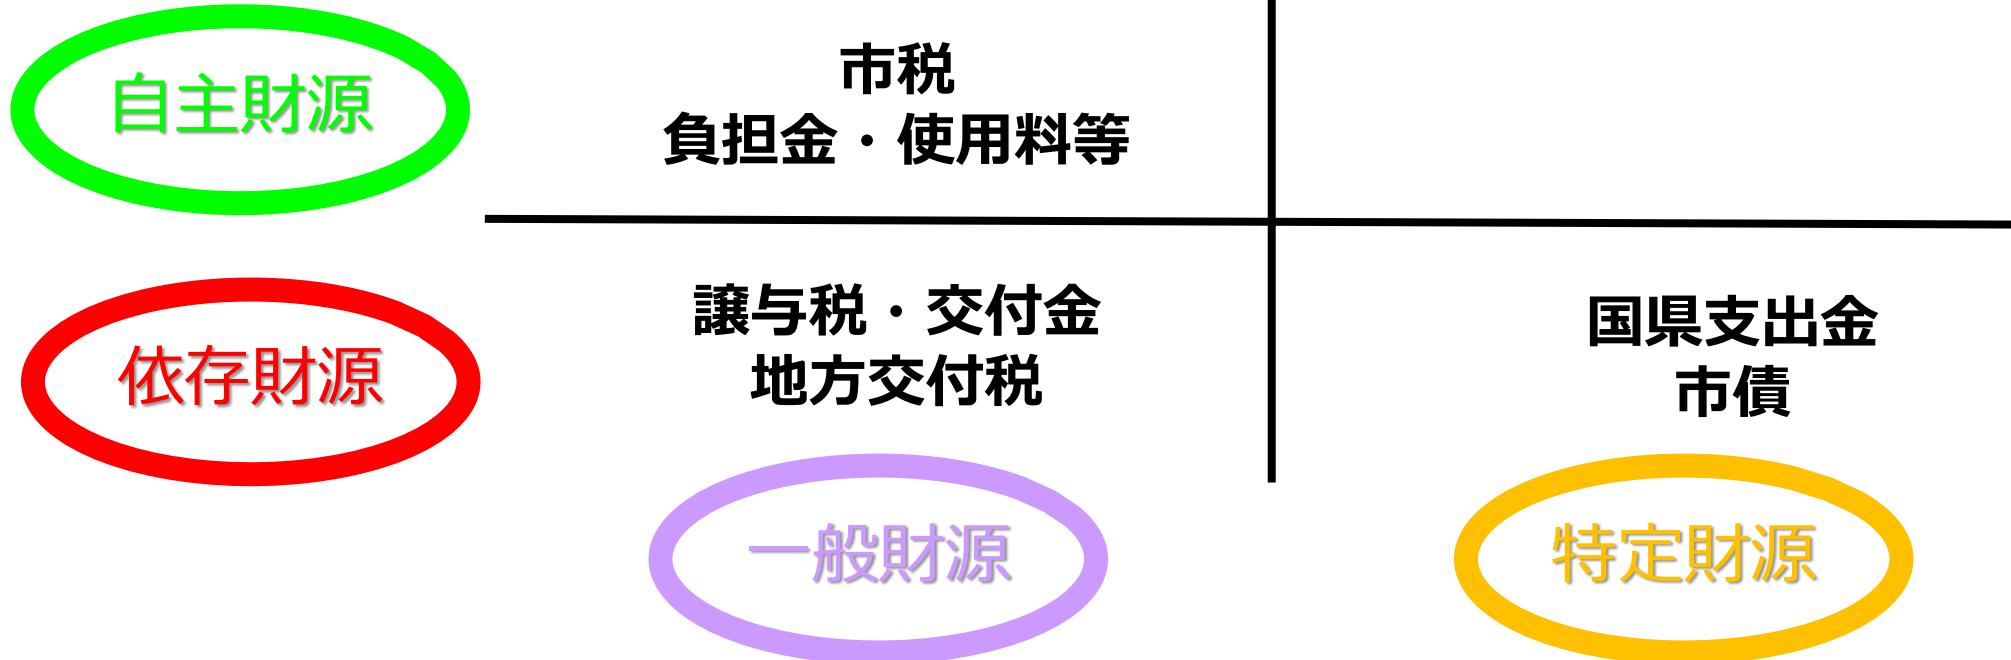 自主財源
市税
負担金・使用料等
依存財源
譲与税・交付金
地方交付税
国県支出金
市債
一般財源
特定財源